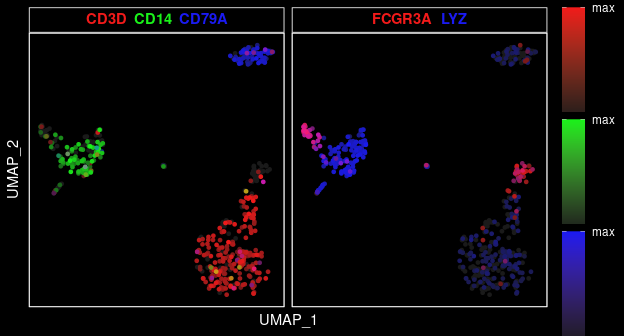 CD3D CD14 CD79A
FCGR3A LYZ
max
max
max
UMAP_2
UMAP_1